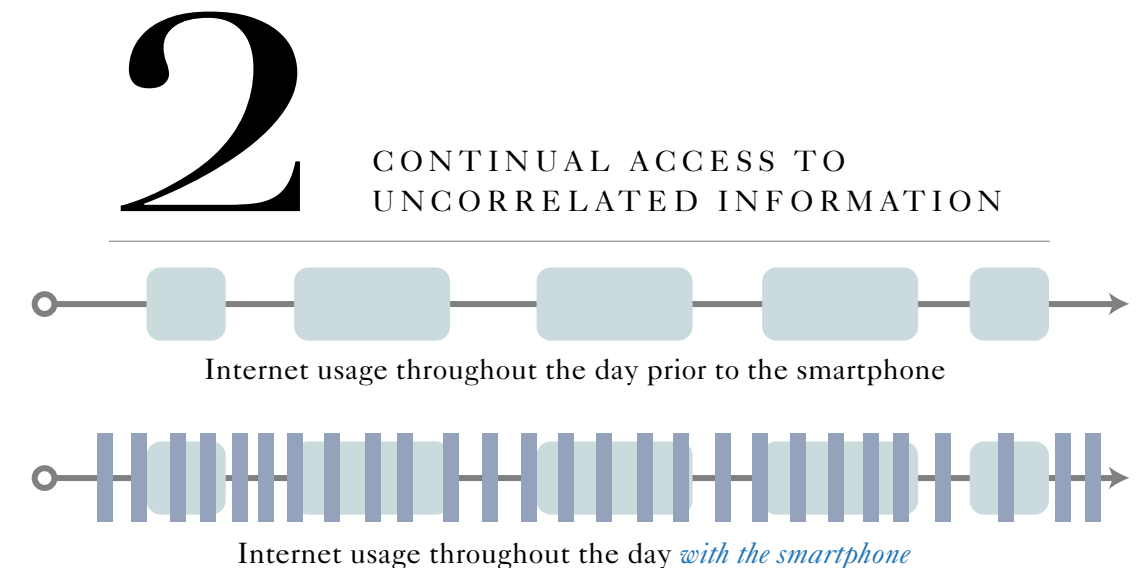 2
CONTINUAL ACCESS TO
UNCORRELATED INFORMATION
Internet usage throughout the day prior to the smartphone
Internet usage throughout the day with the smartphone